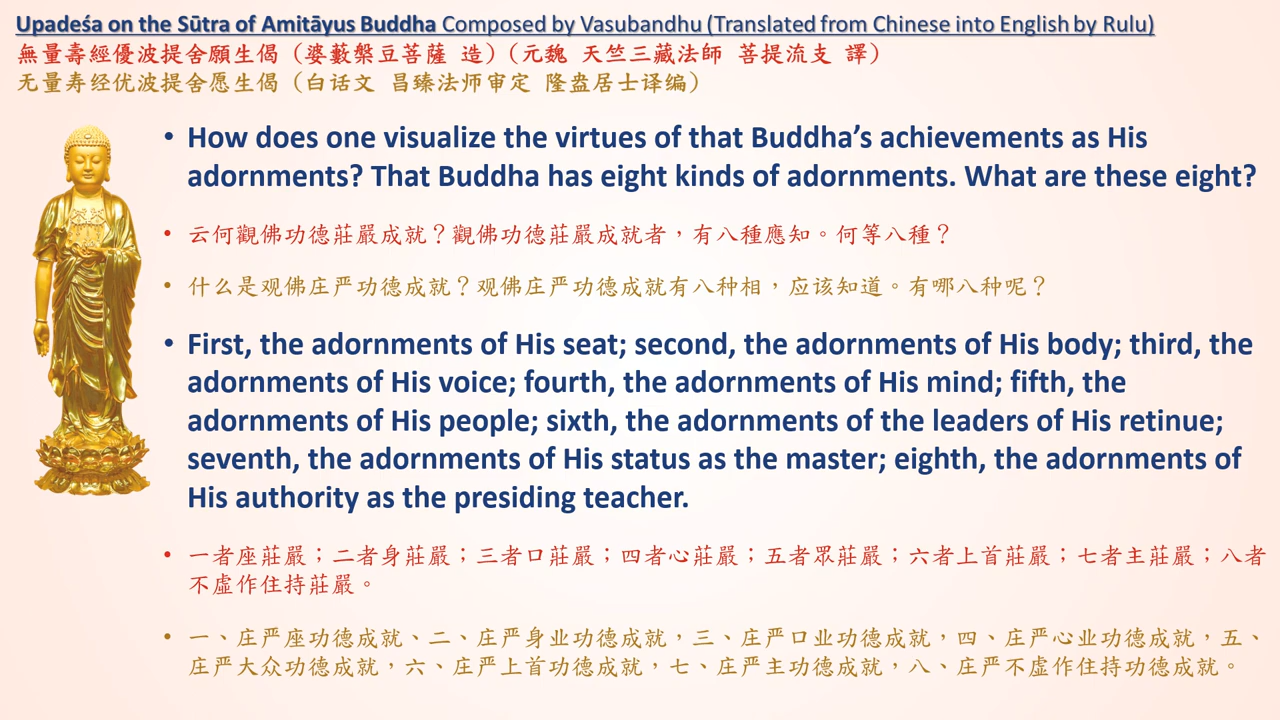 Upadeśa on the Sūtra of Amitāyus Buddha Composed by Vasubandhu (Translated from Chinese into English by Rulu)
無量壽經優波提舍願生偈（婆藪槃豆菩薩 造）（元魏 天竺三藏法師 菩提流支 譯）
无量寿经优波提舍愿生偈（白话文 昌臻法师审定 隆盎居士译编）
• How does one visualize the virtues of that Buddha’s achievements as His
adornments? That Buddha has eight kinds of adornments. What are these eight?
• 云何觀佛功德莊嚴成就？觀佛功德莊嚴成就者，有八種應知。何等八種？
• 什么是观佛庄严功德成就？观佛庄严功德成就有八种相，应该知道。有哪八种呢？
• First, the adornments of His seat; second, the adornments of His body; third, the
adornments of His voice; fourth, the adornments of His mind; fifth, the
adornments of His people; sixth, the adornments of the leaders of His retinue;
seventh, the adornments of His status as the master; eighth, the adornments of
His authority as the presiding teacher.
• 一者座莊嚴；二者身莊嚴；三者口莊嚴；四者心莊嚴；五者眾莊嚴；六者上首莊嚴；七者主莊嚴；八者
不虛作住持莊嚴。
• 一、庄严座功德成就、二、庄严身业功德成就，三、庄严口业功德成就，四、庄严心业功德成就，五、
庄严大众功德成就，六、庄严上首功德成就，七、庄严主功德成就，八、庄严不虚作住持功德成就。